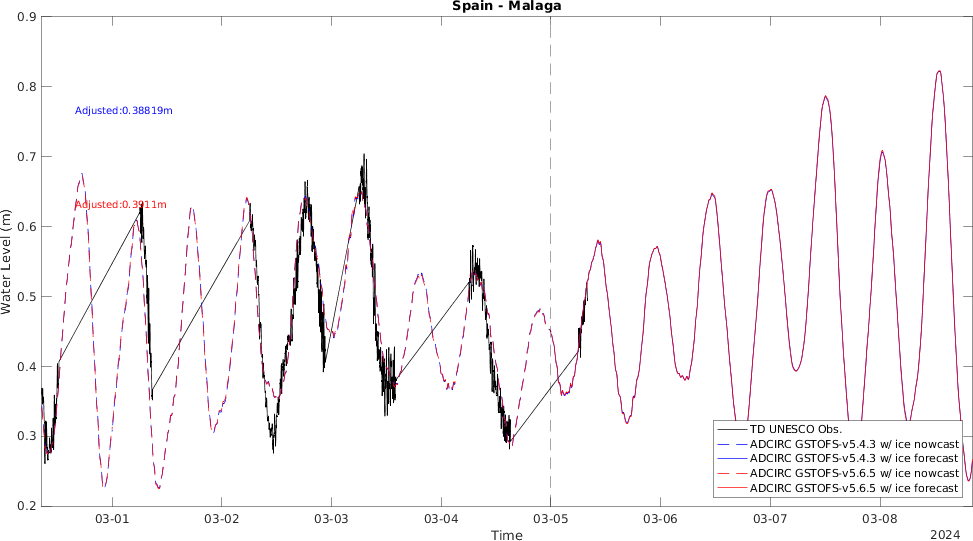 Spain - Malaga
0.9
0.8
0.7
0.6
0.5
0.4
0.3
0.2
Water Level (m)
Adjusted:0.38819m
Adjusted:0.3911m
TD UNESCO Obs.
ADCIRC GSTOFS-v5.4.3 w/ ice nowcast
ADCIRC GSTOFS-v5.4.3 w/ ice forecast
ADCIRC GSTOFS-v5.6.5 w/ ice nowcast
ADCIRC GSTOFS-v5.6.5 w/ ice forecast
03-01 03-02 03-03 03-04 03-05 03-06 03-07 03-08
Time
2024